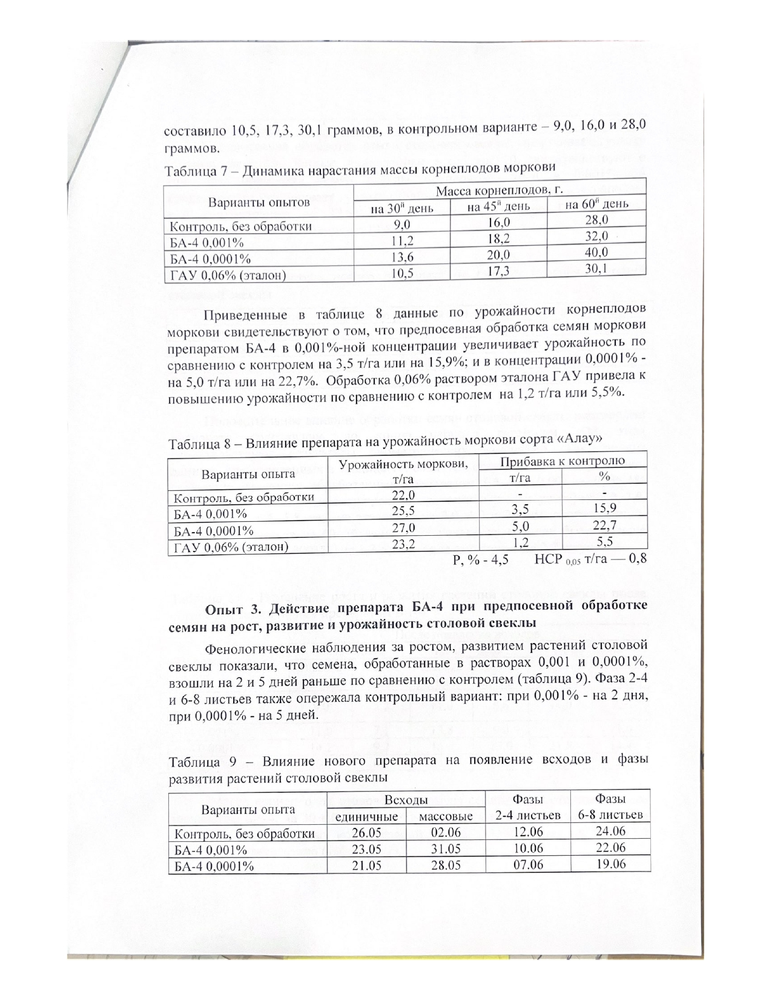 составило 10,5, 17,3, 30,1 граммов, в контрольном варианте – 9,0, 16,0 и 28,0
граммов.
Таблица 7 – Динамика нарастания массы корнеплодов моркови
Варианты опытов Масса корнеплодов, г.
на 30й день на 45й день на 60й день
Контроль, без обработки 9,0 16,0 28,0
БА-4 0,001% 11,2 18,2 32,0
БА-4 0,0001% 13,6 20,0 40,0
ГАУ 0,06% (эталон) 10,5 17,3 30,1
Приведенные в таблице 8 данные по урожайности корнеплодов
моркови свидетельствуют о том, что предпосевная обработка семян моркови
препаратом БА-4 в 0,001%-ной концентрации увеличивает урожайность по
сравнению с контролем на 3,5 т/га или на 15,9%; и в концентрации 0,0001% -
на 5,0 т/га или на 22,7%. Обработка 0,06% раствором эталона ГАУ привела к
повышению урожайности по сравнению с контролем на 1,2 т/га или 5,5%.
Таблица 8 – Влияние препарата на урожайность моркови сорта «Алау»
Варианты опыта Урожайность моркови, т/га Прибавка к контролю
т/га %
Контроль, без обработки 22,0 - -
БА-4 0,001% 25,5 3,5 15,9
БА-4 0,0001% 27,0 5,0 22,7
ГАУ 0,06% (эталон) 23,2 1,2 5,5
Р, % - 4,5 НСР 0,05 т/га — 0,8
Опыт 3. Действие препарата БА-4 при предпосевной обработке
семян на рост, развитие и урожайность столовой свеклы
Фенологические наблюдения за ростом, развитием растений столовой
свеклы показали, что семена, обработанные в растворах 0,001 и 0,0001%,
взошли на 2 и 5 дней раньше по сравнению с контролем (таблица 9). Фаза 2-4
и 6-8 листьев также опережала контрольный вариант: при 0,001% - на 2 дня,
при 0,0001% - на 5 дней.
Таблица 9 – Влияние нового препарата на появление всходов и фазы
развития растений столовой свеклы
Варианты опыта Всходы Фазы 2-4 листьев Фазы 6-8 листьев
единичные массовые
Контроль, без обработки 26.05 02.06 12.06 24.06
БА-4 0,001% 23.05 31.05 10.06 22.06
БА-4 0,0001% 21.05 28.05 07.06 19.06